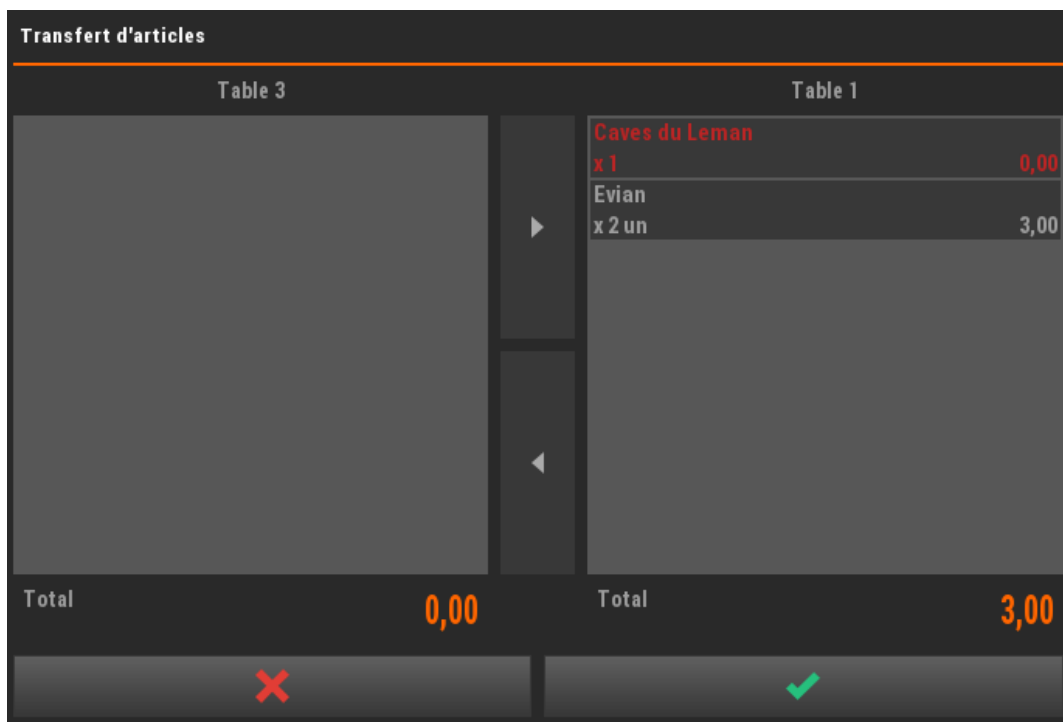 Transfert d'articles
Table 3
Table 1
Caves du Leman
x 1 0,00
Evian
x 2 un 3,00
Total 0,00
Total 3,00